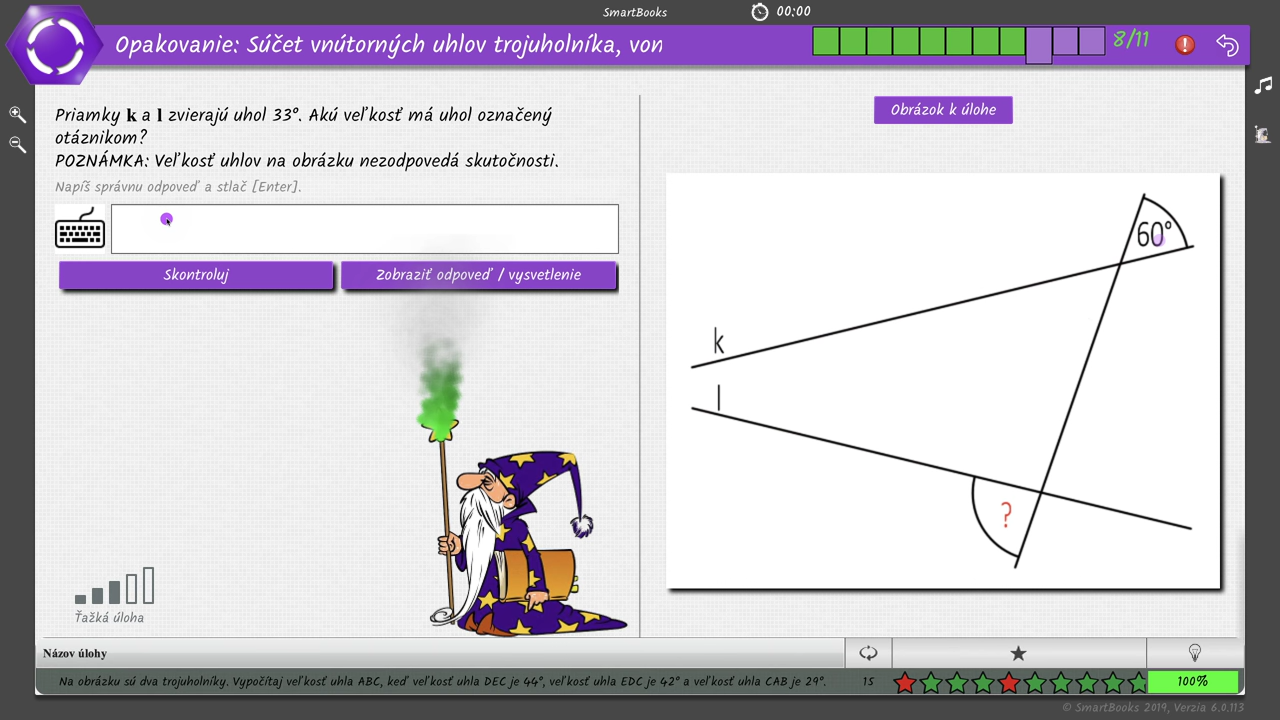 SmartBooks
00:00
Opakovanie: Súčet vnútorných uhlov trojuholníka, von
8/11
Priamky k a l zvierajú uhol 33°. Akú veľkosť má uhol označený
otáznikom?
POZNÁMKA: Veľkosť uhlov na obrázku nezodpovedá skutočnosti.
Napíš správnu odpoveď a stlač [Enter].
Skontroluj
Zobraziť odpoveď / vysvetlenie
Obrázok k úlohe
60°
k
l
?
Ťažká úloha
Názov úlohy
Na obrázku sú dva trojuholníky. Vypočítaj veľkosť uhla ABC, keď veľkosť uhla DEC je 44°, veľkosť uhla EDC je 42° a veľkosť uhla CAB je 29°.
15
100%
© SmartBooks 2019, Verzia 6.0.113